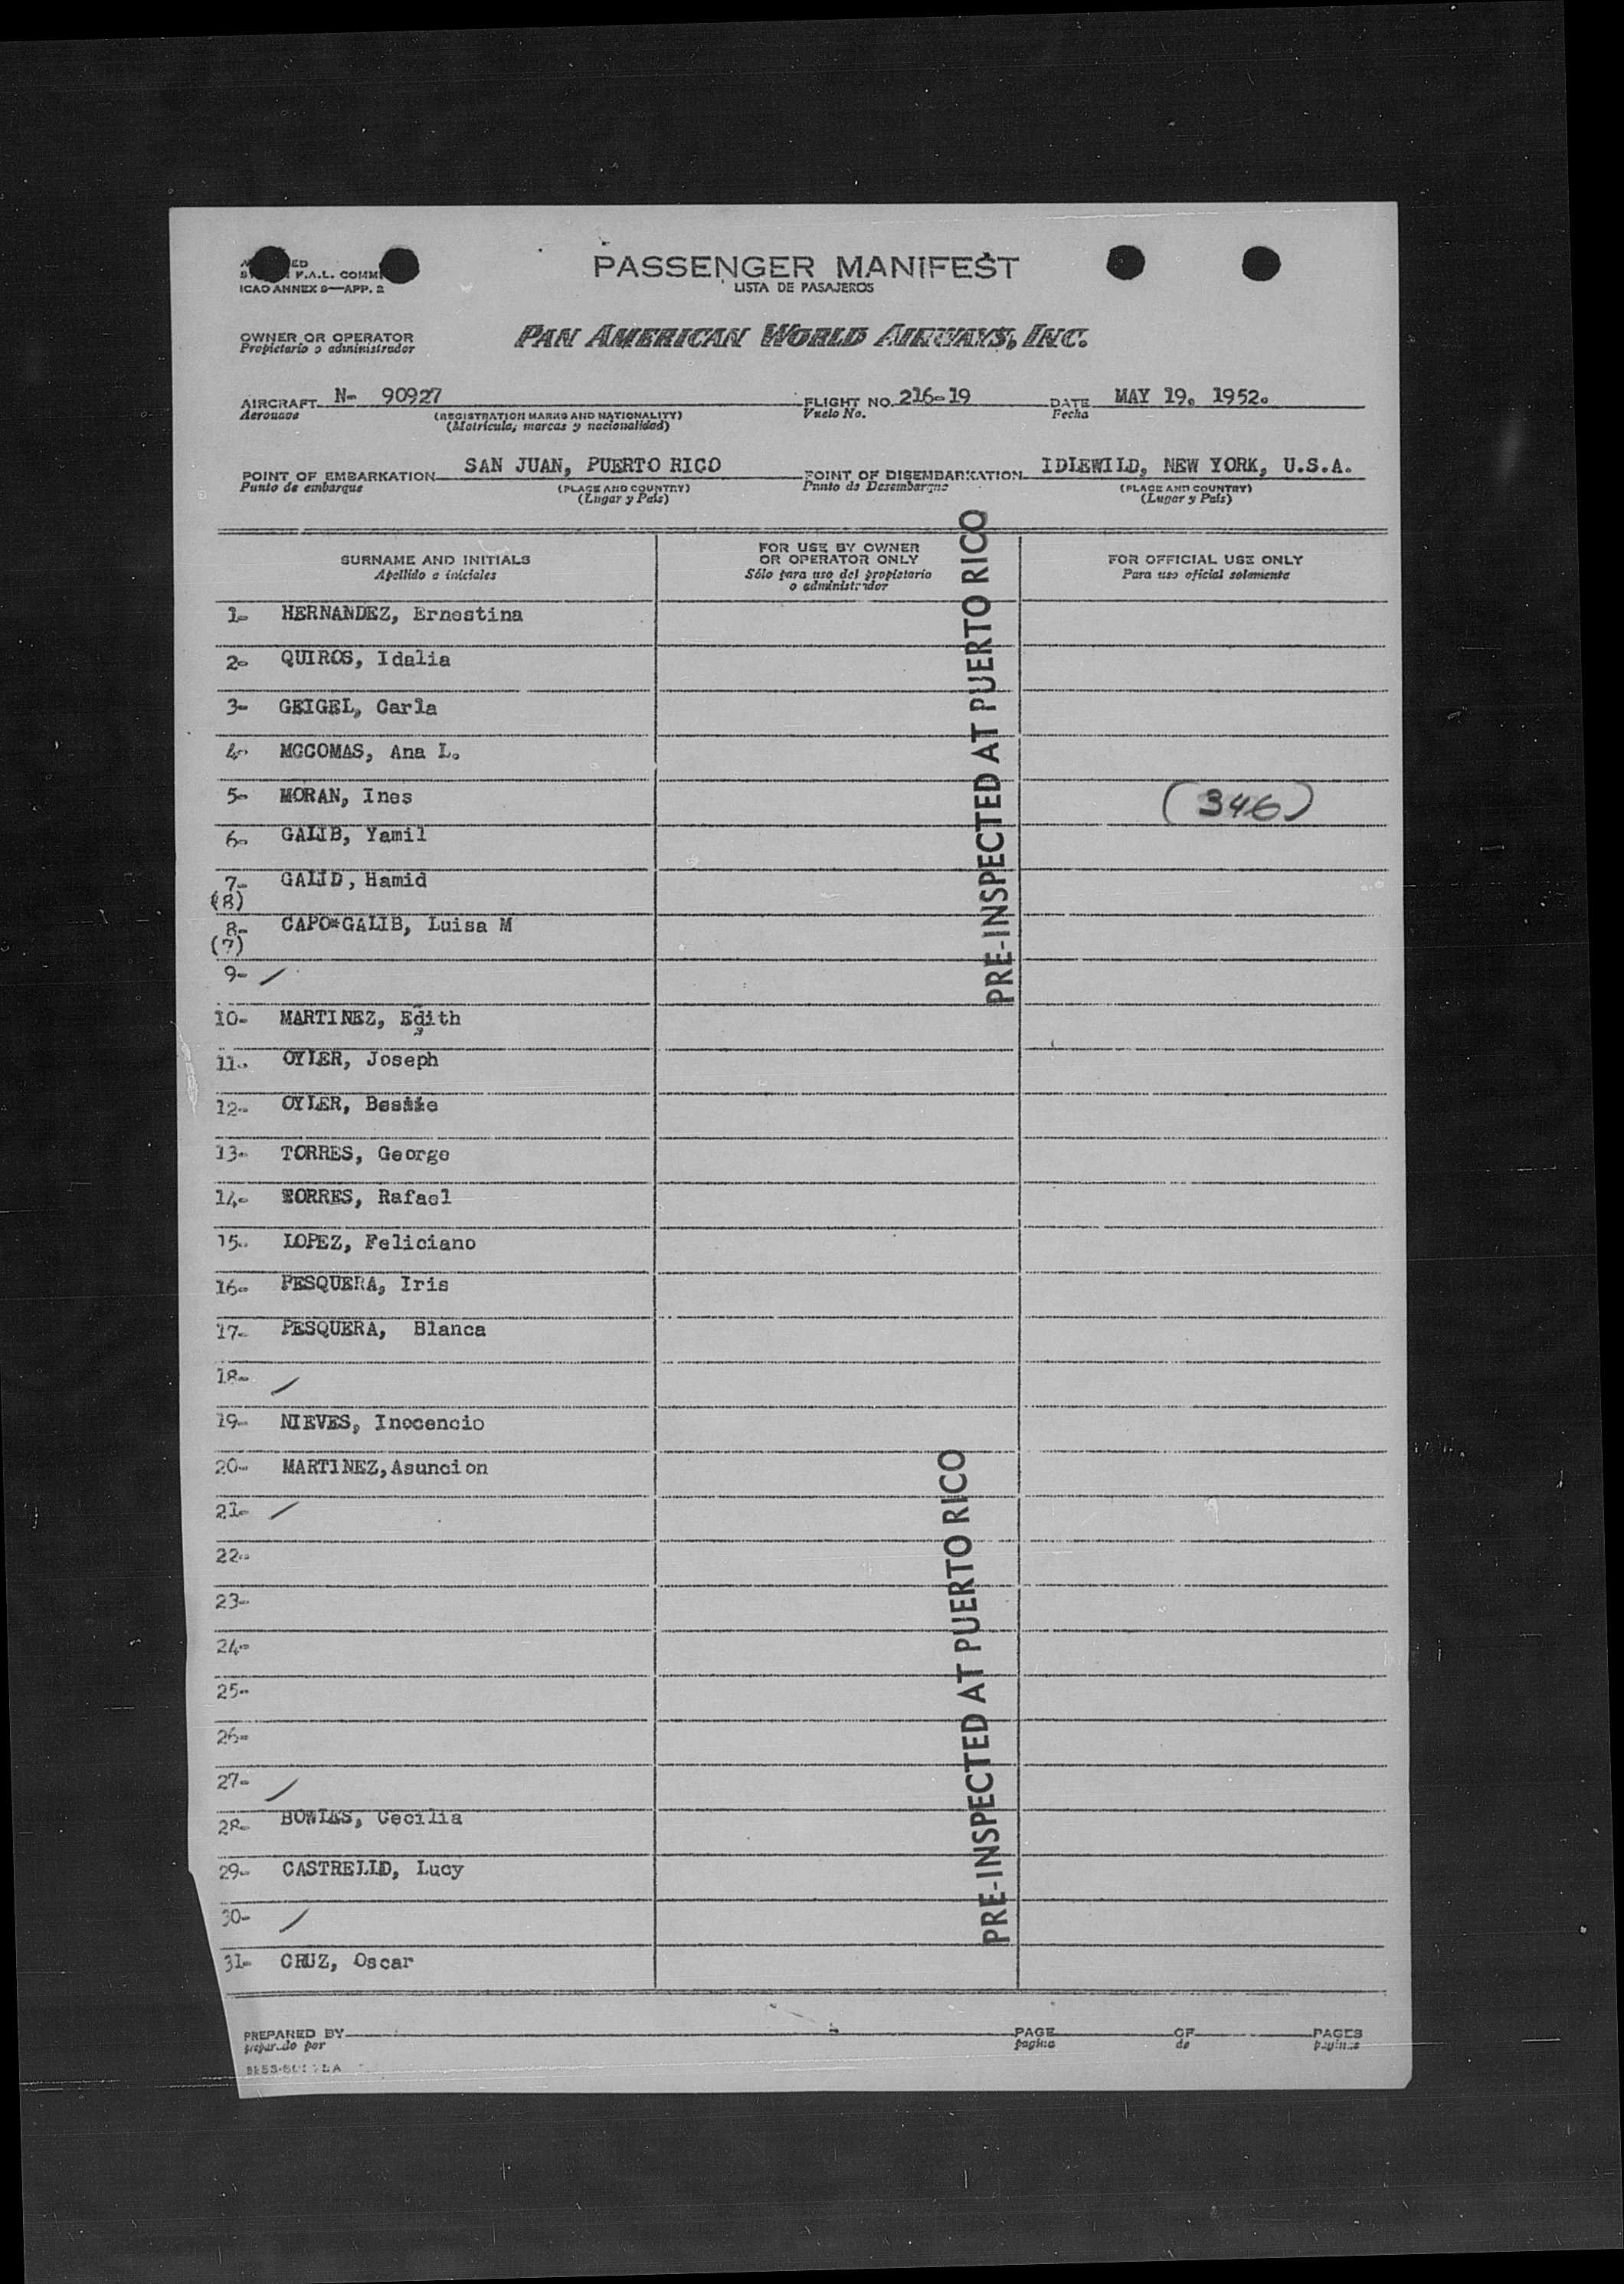 PASSENGER MANIFEST
LISTA DE PASAJEROS
F.A.L. COMM
ICAO ANNEX 9—APP. 2
OWNER OR OPERATOR
Propietario o administrador
PAN AMERICAN WORLD AIRWAYS, INC.
AIRCRAFT N- 90927 FLIGHT NO. 216-19 DATE MAY 19, 1952.
Aeronave (REGISTRATION MARKS AND NATIONALITY) Vuelo No. Fecha
(Matricula, marcas y nacionalidad)
POINT OF EMBARKATION SAN JUAN, PUERTO RICO POINT OF DISEMBARKATION IDLEWILD, NEW YORK, U.S.A.
Punto de embarque (PLACE AND COUNTRY) Punto de Desembarque (PLACE AND COUNTRY)
(Lugar y País) (Lugar y País)
SURNAME AND INITIALS FOR USE BY OWNER OR OPERATOR ONLY FOR OFFICIAL USE ONLY
Apellido e iniciales Sólo para uso del propietario o administrador Para uso oficial solamente
1- HERNANDEZ, Ernestina
2- QUIROS, Idalia
3- GEIGEL, Carla
4- MCCOMAS, Ana L.
5- MORAN, Ines (346)
6- GALIB, Yamil
7- GALID, Hamid
(8)
8- CAPO*GALIB, Luisa M
(7)
9- /
10- MARTINEZ, Edith
11- OYLER, Joseph
12- OYLER, Bessie
13- TORRES, George
14- TORRES, Rafael
15- LOPEZ, Feliciano
16- PESQUERA, Iris
17- PESQUERA, Blanca
18- /
19- NIEVES, Inocencio
20- MARTINEZ, Asuncion
21- /
22-
23-
24-
25-
26-
27- /
28- BOWLES, Cecilia
29- CASTRELLO, Lucy
30- /
31- CRUZ, Oscar
PRE-INSPECTED AT PUERTO RICO
PRE-INSPECTED AT PUERTO RICO
PREPARED BY PAGE OF PAGES
preparado por pagina de paginas